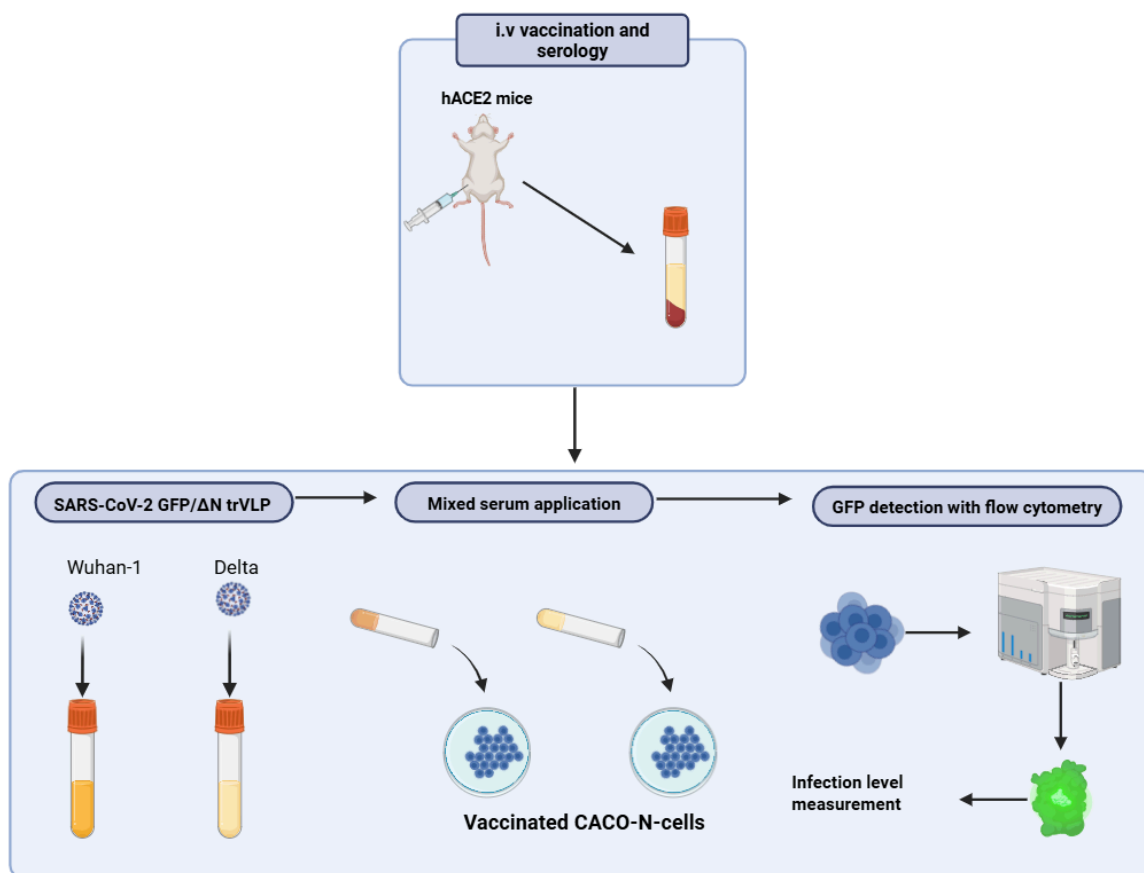 i.v vaccination and
serology
hACE2 mice
SARS-CoV-2 GFP/ΔN trVLP
Mixed serum application
GFP detection with flow cytometry
Wuhan-1
Delta
Infection level
measurement
Vaccinated CACO-N-cells